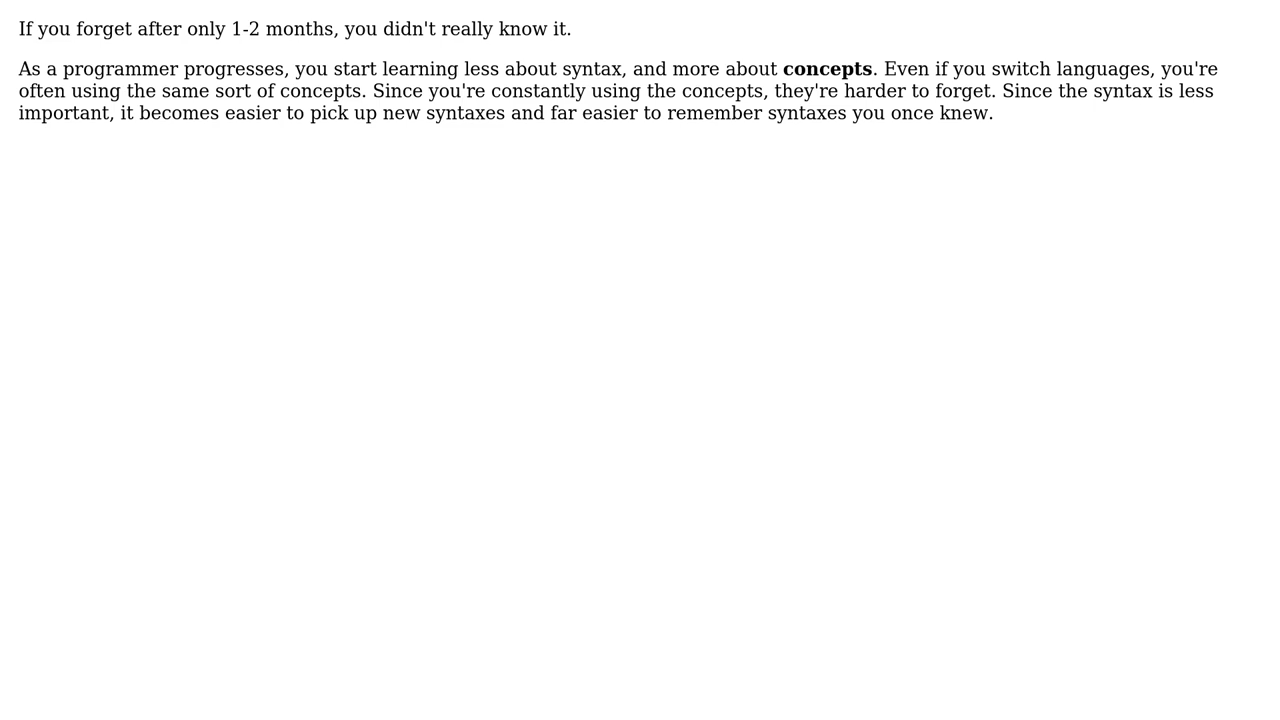 If you forget after only 1-2 months, you didn't really know it.
As a programmer progresses, you start learning less about syntax, and more about concepts. Even if you switch languages, you're
often using the same sort of concepts. Since you're constantly using the concepts, they're harder to forget. Since the syntax is less
important, it becomes easier to pick up new syntaxes and far easier to remember syntaxes you once knew.